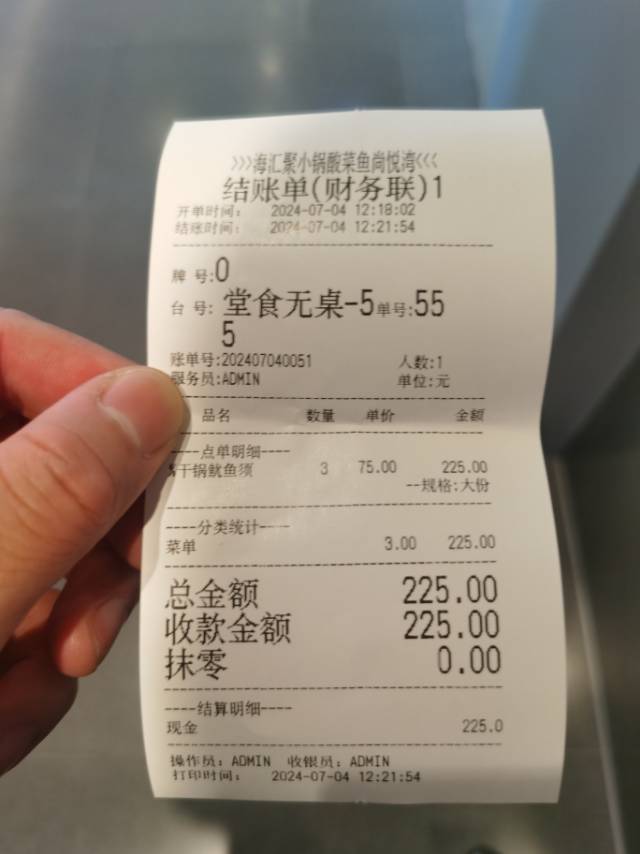 >>>海汇聚小锅酸菜鱼尚悦湾<<<
结账单(财务联)1
开单时间: 2024-07-04 12:18:02
结账时间: 2024-07-04 12:21:54
牌 号:0
台 号: 堂食无桌-5单号:55
5
账单号:202407040051 人数:1
服务员:ADMIN 单位:元
品名 数量 单价 金额
----点单明细----
干锅鱿鱼须 3 75.00 225.00
--规格:大份
----分类统计----
菜单 3.00 225.00
总金额 225.00
收款金额 225.00
抹零 0.00
----结算明细----
现金 225.0
操作员: ADMIN 收银员: ADMIN
打印时间: 2024-07-04 12:21:54